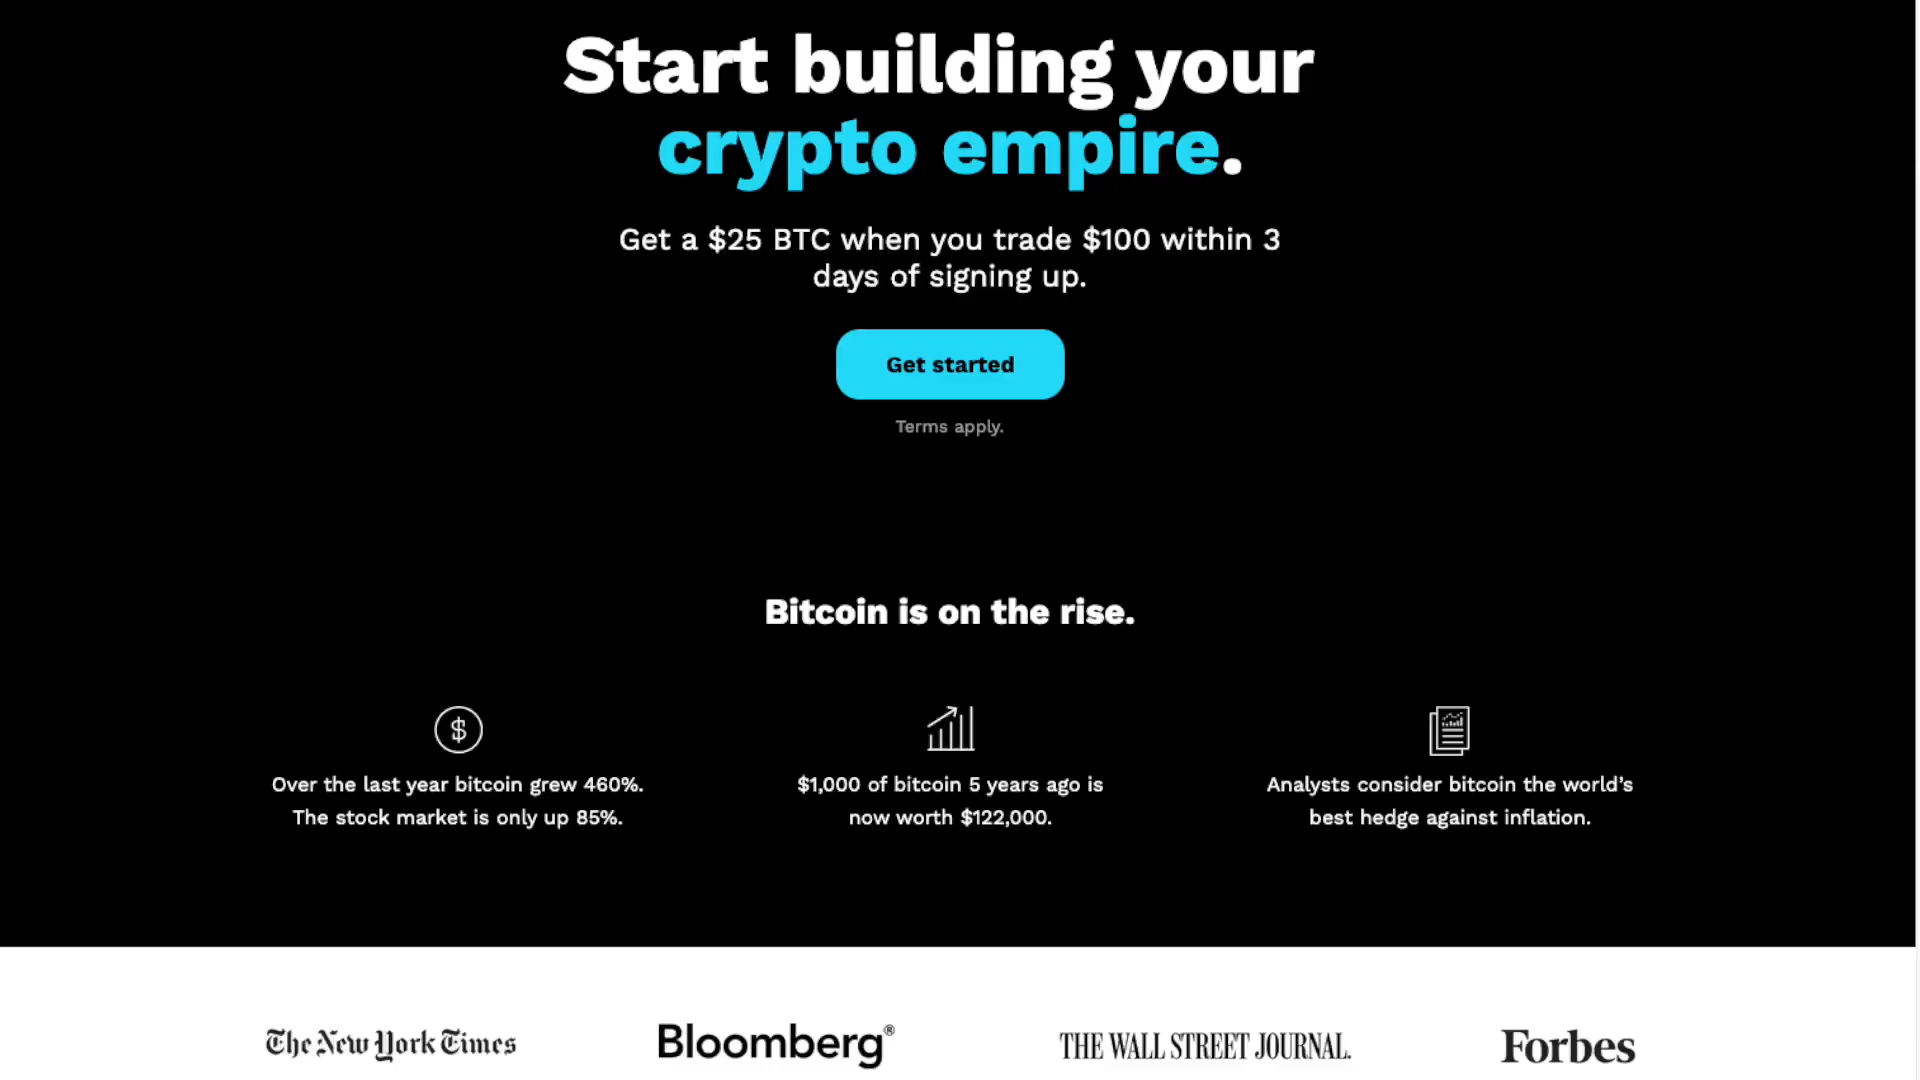 Start building your
crypto empire.
Get a $25 BTC when you trade $100 within 3
days of signing up.
Get started
Terms apply.
Bitcoin is on the rise.
Over the last year bitcoin grew 460%.
The stock market is only up 85%.
$1,000 of bitcoin 5 years ago is
now worth $122,000.
Analysts consider bitcoin the world’s
best hedge against inflation.
The New York Times
Bloomberg®
THE WALL STREET JOURNAL.
Forbes